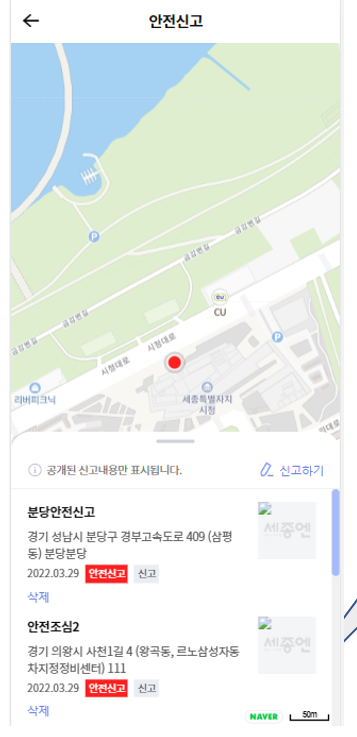 안전신고
금강변길
금강변길
금강변길
CU
CU
시청대로
시청대로
시청대로
P
P
리버피크닉
세종특별자치
시청
공개된 신고내용만 표시됩니다.
신고하기
분당안전신고
경기 성남시 분당구 경부고속도로 409 (삼평
동) 분당분당
2022.03.29 안전신고 신고
삭제
세종엔
안전조심2
경기 의왕시 사천1길 4 (왕곡동, 르노삼성자동
차지정정비센터) 111
2022.03.29 안전신고 신고
삭제
세종엔
NAVER 50m